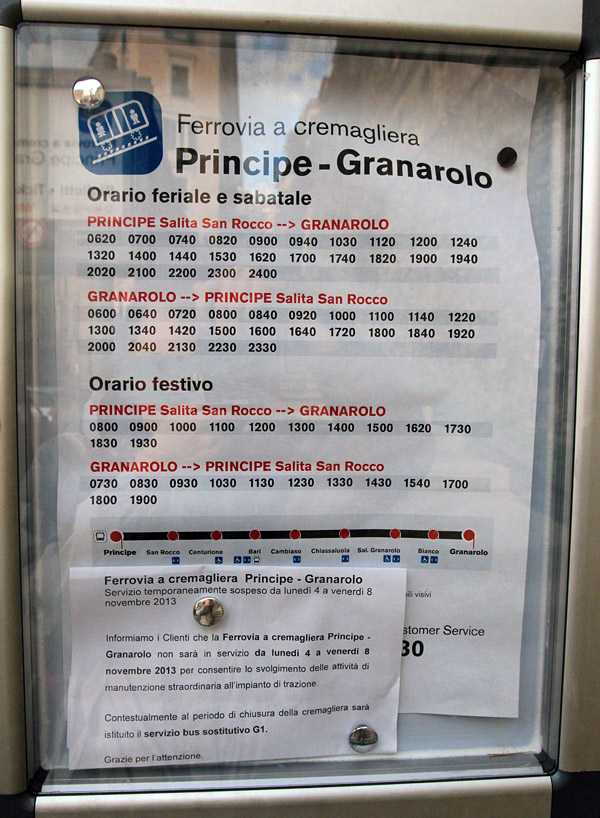 Ferrovia a cremagliera
Principe - Granarolo
Orario feriale e sabatale
PRINCIPE Salita San Rocco --> GRANAROLO
0620 0700 0740 0820 0900 0940 1030 1120 1200 1240
1320 1400 1440 1530 1620 1700 1740 1820 1900 1940
2020 2100 2200 2300 2400
GRANAROLO --> PRINCIPE Salita San Rocco
0600 0640 0720 0800 0840 0920 1000 1100 1140 1220
1300 1340 1420 1500 1600 1640 1720 1800 1840 1920
2000 2040 2130 2230 2330
Orario festivo
PRINCIPE Salita San Rocco --> GRANAROLO
0800 0900 1000 1100 1200 1300 1400 1500 1620 1730
1830 1930
GRANAROLO --> PRINCIPE Salita San Rocco
0730 0830 0930 1030 1130 1230 1330 1430 1540 1700
1800 1900
Principe San Rocco Centurione Bari Cambiaso Chiassaiuola Sal. Granarolo Bianco Granarolo
Ferrovia a cremagliera Principe - Granarolo
Servizio temporaneamente sospeso da lunedì 4 a venerdì 8
novembre 2013
visivi
stomer Service
30
Informiamo i Clienti che la Ferrovia a cremagliera Principe -
Granarolo non sarà in servizio da lunedì 4 a venerdì 8
novembre 2013 per consentire lo svolgimento delle attività di
manutenzione straordinaria all'impianto di trazione.
Contestualmente al periodo di chiusura della cremagliera sarà
istituito il servizio bus sostitutivo G1.
Grazie per l'attenzione.